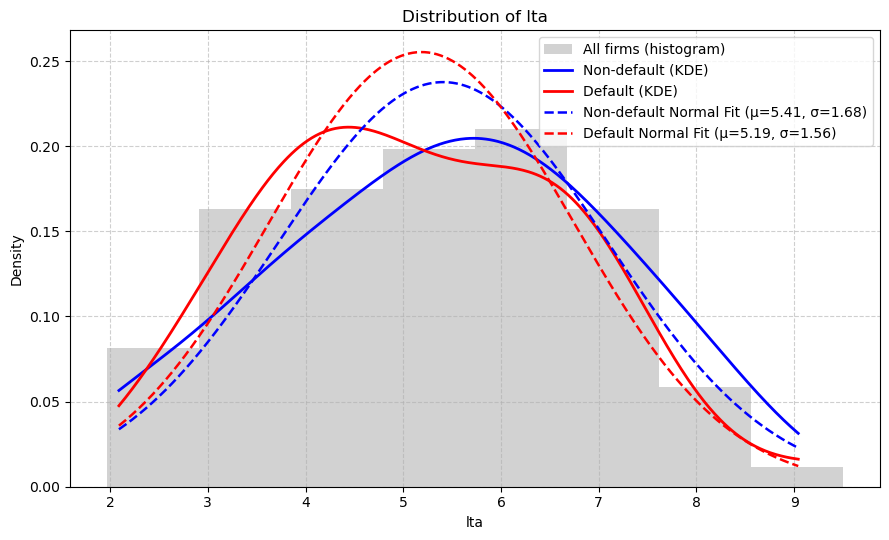 Distribution of lta
All firms (histogram)
Non-default (KDE)
Default (KDE)
Non-default Normal Fit (μ=5.41, σ=1.68)
Default Normal Fit (μ=5.19, σ=1.56)
Density
0.25
0.20
0.15
0.10
0.05
0.00
2 3 4 5 6 7 8 9
lta